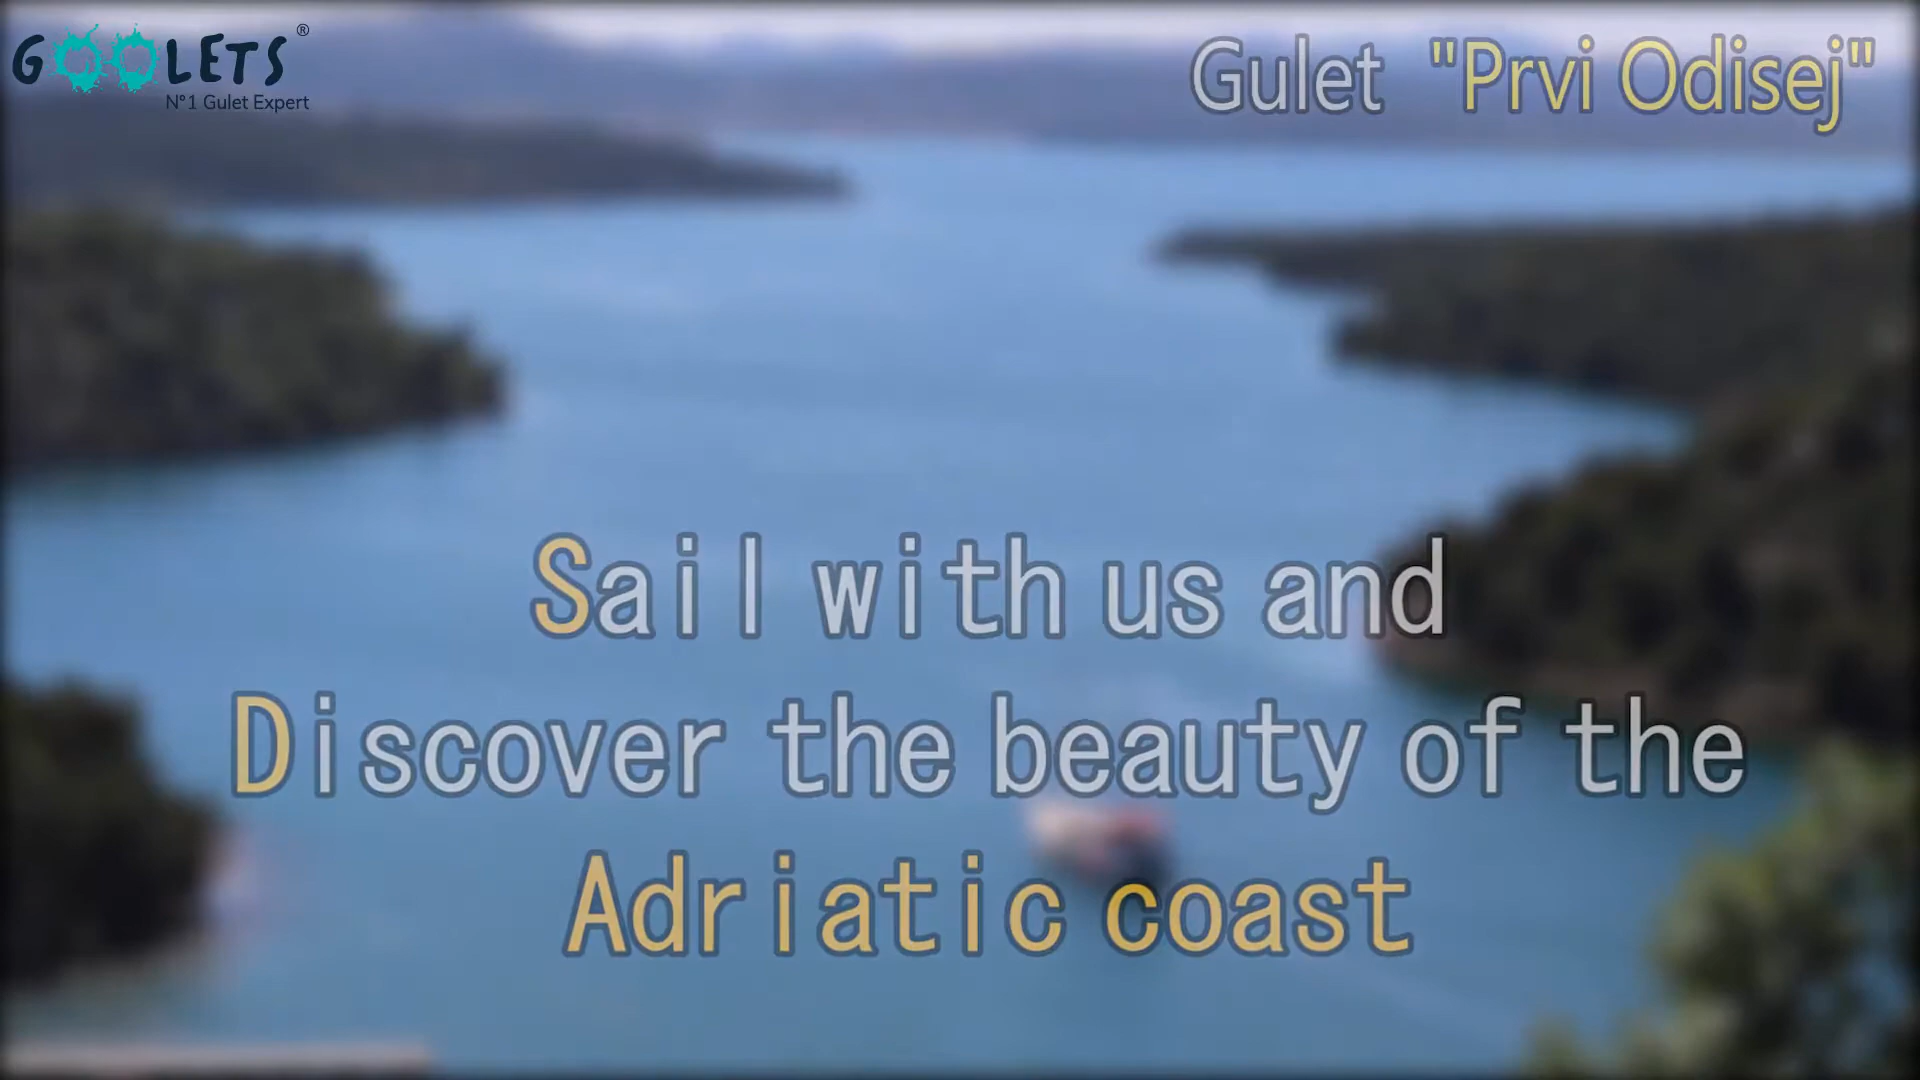 GOOLETS®
N°1 Gulet Expert
Gulet "Prvi Odisej"
Sail with us and
Discover the beauty of the
Adriatic coast